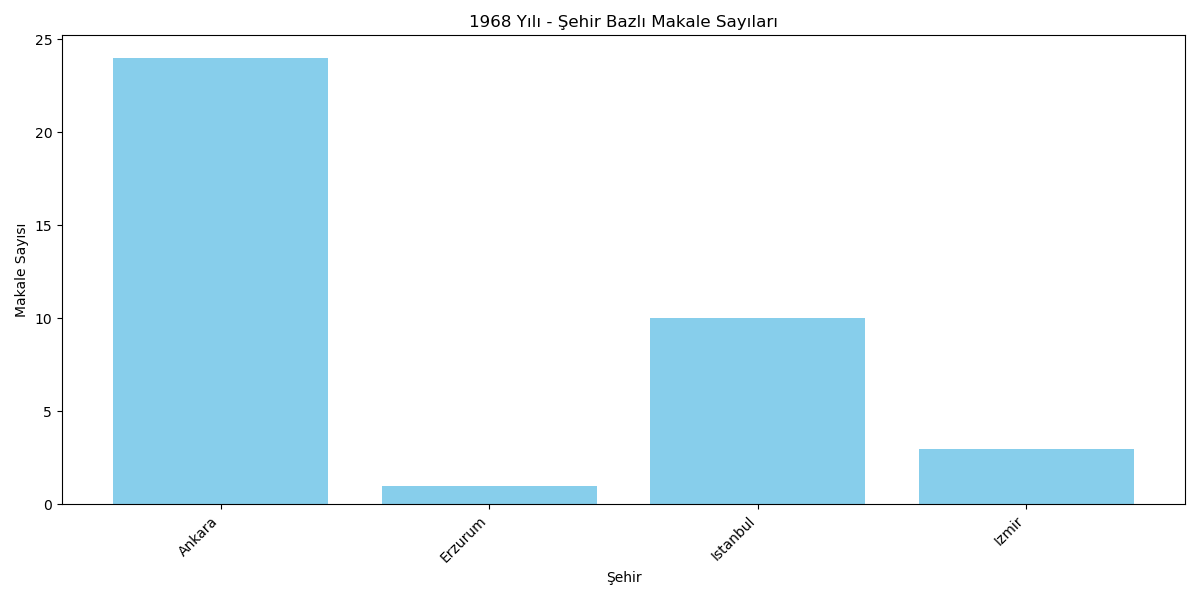 1968 Yılı - Şehir Bazlı Makale Sayıları
Makale Sayısı
25
20
15
10
5
0
Ankara
Erzurum
Istanbul
Izmir
Şehir